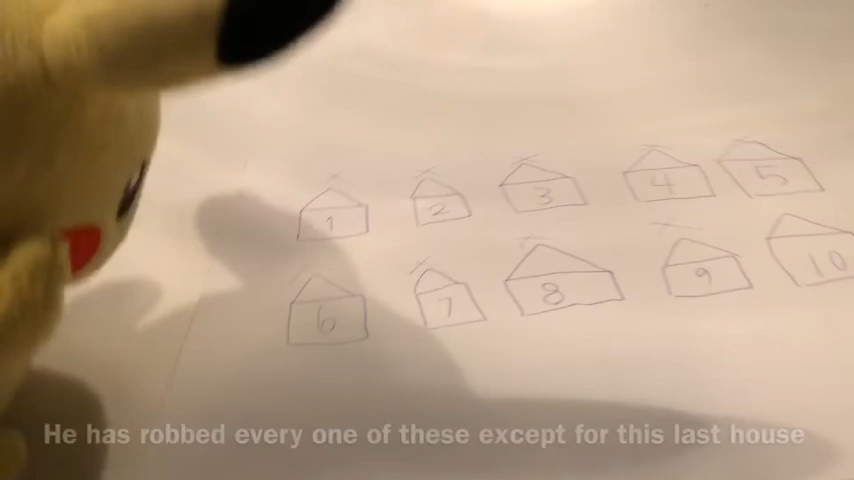 1 2 3 4 5
6 7 8 9 10
He has robbed every one of these except for this last house